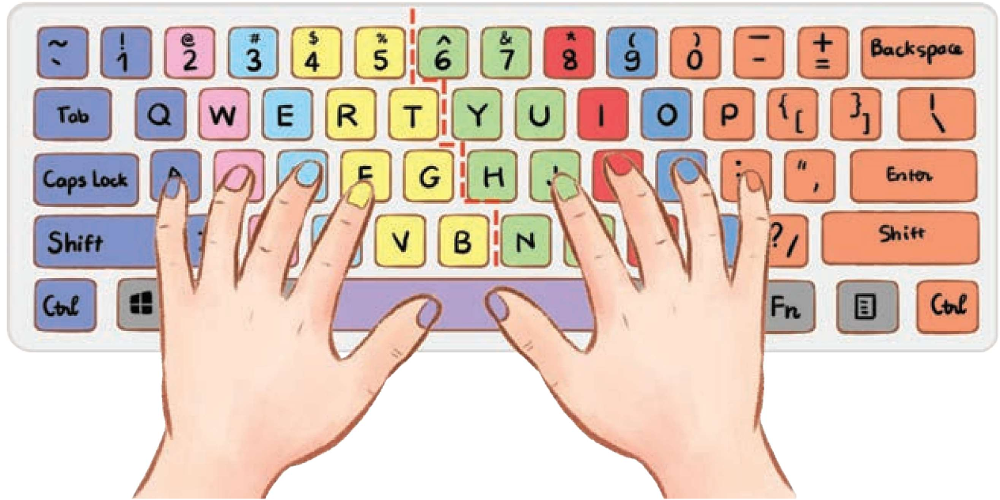 ~ ! @ # $ % ^ & * ( ) — +
` 1 2 3 4 5 6 7 8 9 0 - = Backspace
Tab Q W E R T Y U I O P { [ } ] | \
Caps Lock A F G H J : " , Enter
Shift V B N ? / Shift
Ctrl Fn Ctrl